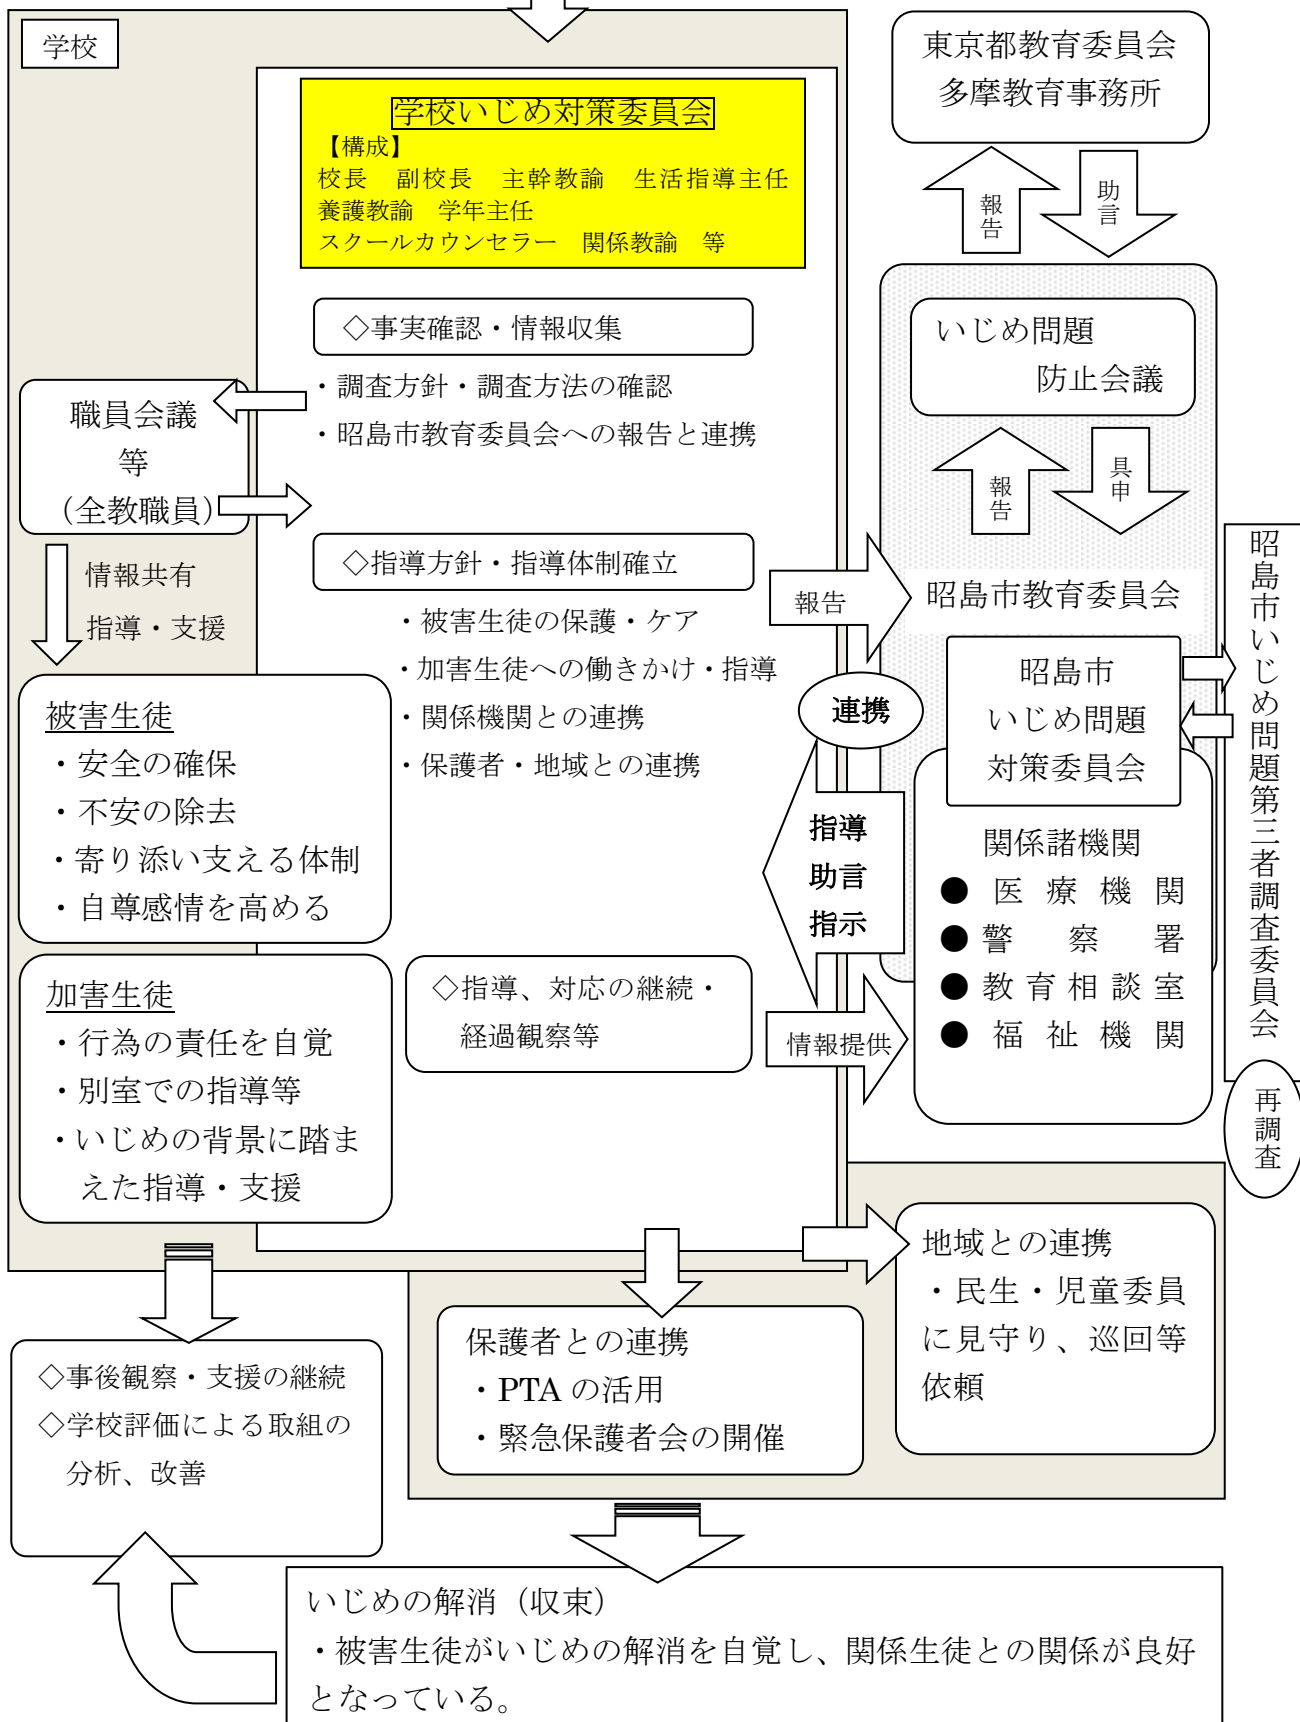 学校
学校いじめ対策委員会
【構成】
校長　副校長　主幹教諭　生活指導主任
養護教諭　学年主任
スクールカウンセラー　関係教諭　等
◇事実確認・情報収集
・調査方針・調査方法の確認
・昭島市教育委員会への報告と連携
職員会議
等
（全教職員）
情報共有
指導・支援
◇指導方針・指導体制確立
・被害生徒の保護・ケア
・加害生徒への働きかけ・指導
・関係機関との連携
・保護者・地域との連携
被害生徒
・安全の確保
・不安の除去
・寄り添い支える体制
・自尊感情を高める
加害生徒
・行為の責任を自覚
・別室での指導等
・いじめの背景に踏ま
えた指導・支援
◇指導、対応の継続・
経過観察等
東京都教育委員会
多摩教育事務所
報告
助言
いじめ問題
防止会議
報告
具申
報告
昭島市教育委員会
連携
昭島市
いじめ問題
対策委員会
指導
助言
指示
関係諸機関
● 医療機関
● 警察署
● 教育相談室
● 福祉機関
情報提供
昭島市いじめ問題第三者調査委員会
再調査
地域との連携
・民生・児童委員
に見守り、巡回等
依頼
保護者との連携
・PTA の活用
・緊急保護者会の開催
◇事後観察・支援の継続
◇学校評価による取組の
分析、改善
いじめの解消（収束）
・被害生徒がいじめの解消を自覚し、関係生徒との関係が良好
となっている。